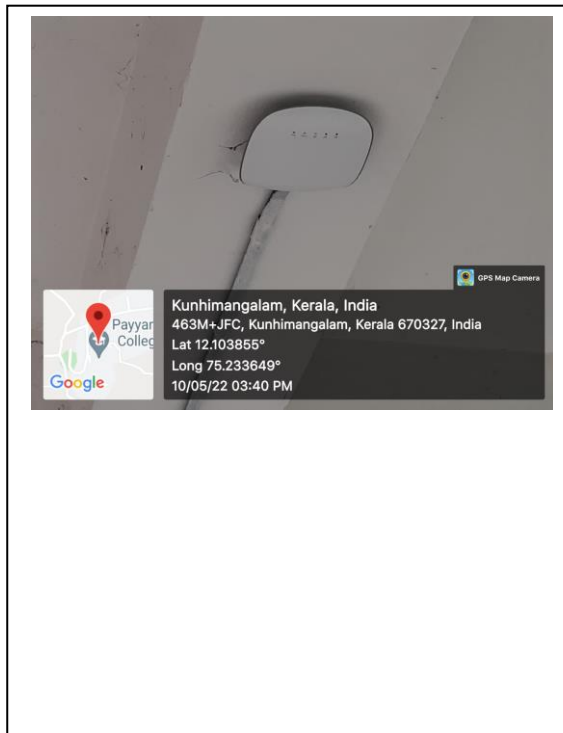 GPS Map Camera
Payyar
Colleg
Google
Kunhimangalam, Kerala, India
463M+JFC, Kunhimangalam, Kerala 670327, India
Lat 12.103855°
Long 75.233649°
10/05/22 03:40 PM